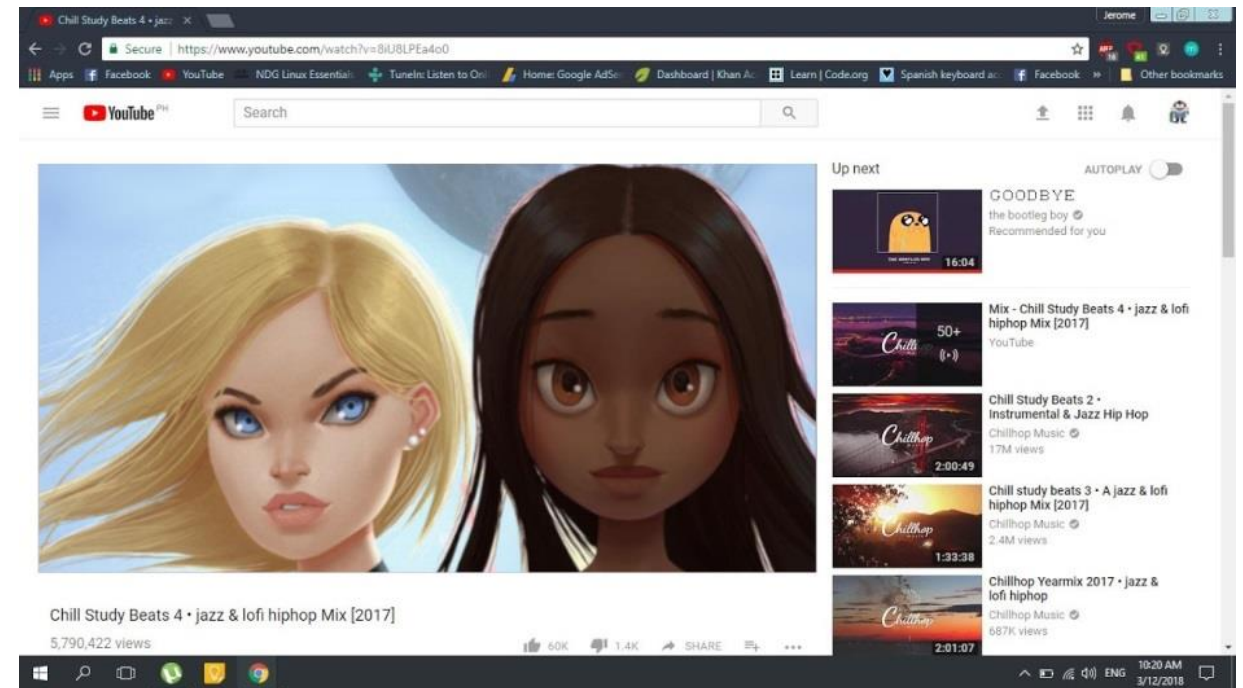 Chill Study Beats 4 • jazz
Jerome
Secure | https://www.youtube.com/watch?v=8iU8LPEa4o0
Apps Facebook YouTube NDG Linux Essentials TuneIn: Listen to Onli Home: Google AdSe Dashboard | Khan Ac Learn | Code.org Spanish keyboard ac Facebook » Other bookmarks
YouTube PH
Search
Up next
AUTOPLAY
GOODBYE
the bootleg boy
Recommended for you
16:04
Mix - Chill Study Beats 4 • jazz & lofi
hiphop Mix [2017]
YouTube
50+
Chill
Chill Study Beats 2 •
Instrumental & Jazz Hip Hop
Chillhop Music
17M views
Chillhop
2:00:49
Chill study beats 3 • A jazz & lofi
hiphop Mix [2017]
Chillhop Music
2.4M views
Chillhop
1:33:38
Chillhop Yearmix 2017 • jazz &
lofi hiphop
Chillhop Music
687K views
Chillhop
2:01:07
Chill Study Beats 4 • jazz & lofi hiphop Mix [2017]
5,790,422 views
60K 1.4K SHARE
ENG
10:20 AM
3/12/2018